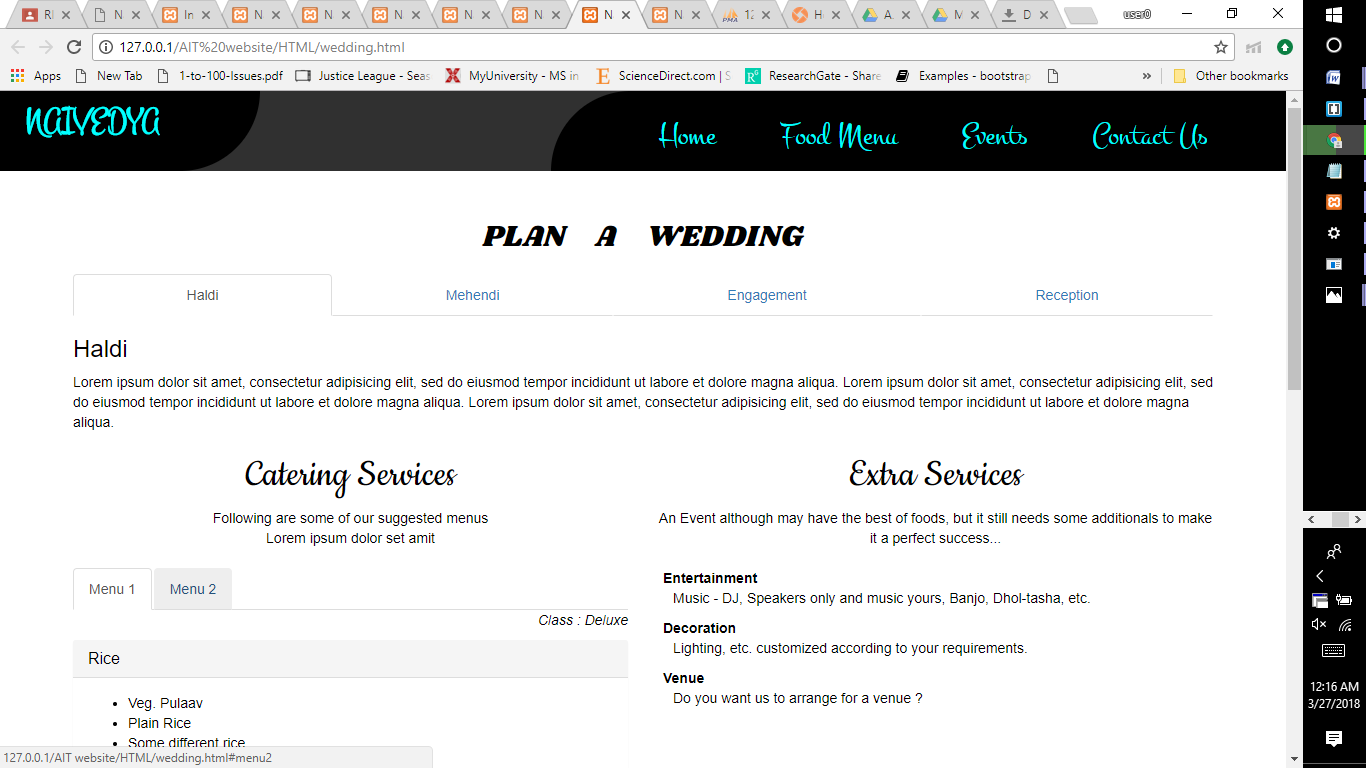 user0
127.0.0.1/AIT%20website/HTML/wedding.html
Apps New Tab 1-to-100-Issues.pdf Justice League - Seas MyUniversity - MS in ScienceDirect.com | S ResearchGate - Share Examples - bootstrap » Other bookmarks
NAIVEDYA
Home Food Menu Events Contact Us
PLAN A WEDDING
Haldi Mehendi Engagement Reception
Haldi
Lorem ipsum dolor sit amet, consectetur adipisicing elit, sed do eiusmod tempor incididunt ut labore et dolore magna aliqua. Lorem ipsum dolor sit amet, consectetur adipisicing elit, sed
do eiusmod tempor incididunt ut labore et dolore magna aliqua. Lorem ipsum dolor sit amet, consectetur adipisicing elit, sed do eiusmod tempor incididunt ut labore et dolore magna
aliqua.
Catering Services
Following are some of our suggested menus
Lorem ipsum dolor set amit
Menu 1 Menu 2
Class : Deluxe
Rice
Veg. Pulaav
Plain Rice
Some different rice
Extra Services
An Event although may have the best of foods, but it still needs some additionals to make
it a perfect success...
Entertainment
Music - DJ, Speakers only and music yours, Banjo, Dhol-tasha, etc.
Decoration
Lighting, etc. customized according to your requirements.
Venue
Do you want us to arrange for a venue ?
127.0.0.1/AIT website/HTML/wedding.html#menu2
12:16 AM
3/27/2018